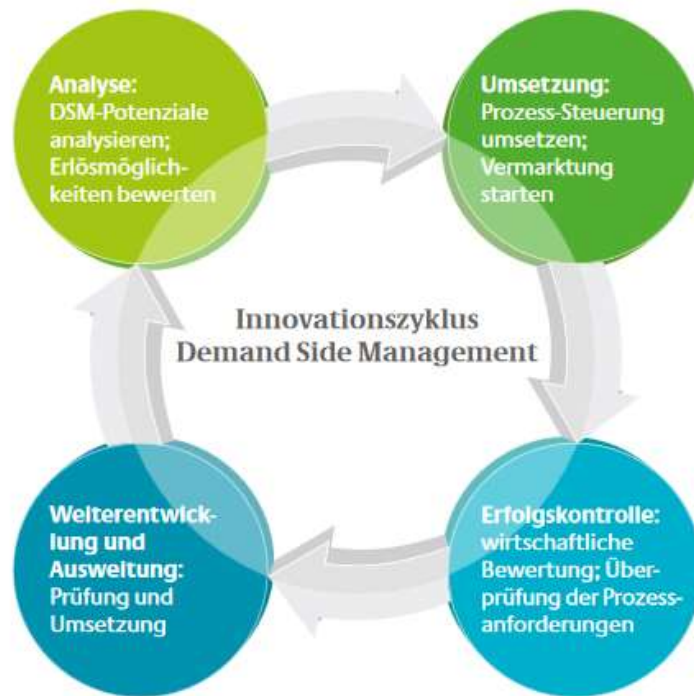 Analyse:
DSM-Potenziale
analysieren;
Erlösmöglich-
keiten bewerten
Umsetzung:
Prozess-Steuerung
umsetzen;
Vermarktung
starten
Innovationszyklus
Demand Side Management
Weiterentwick-
lung und
Ausweitung:
Prüfung und
Umsetzung
Erfolgskontrolle:
wirtschaftliche
Bewertung; Über-
prüfung der Prozess-
anforderungen